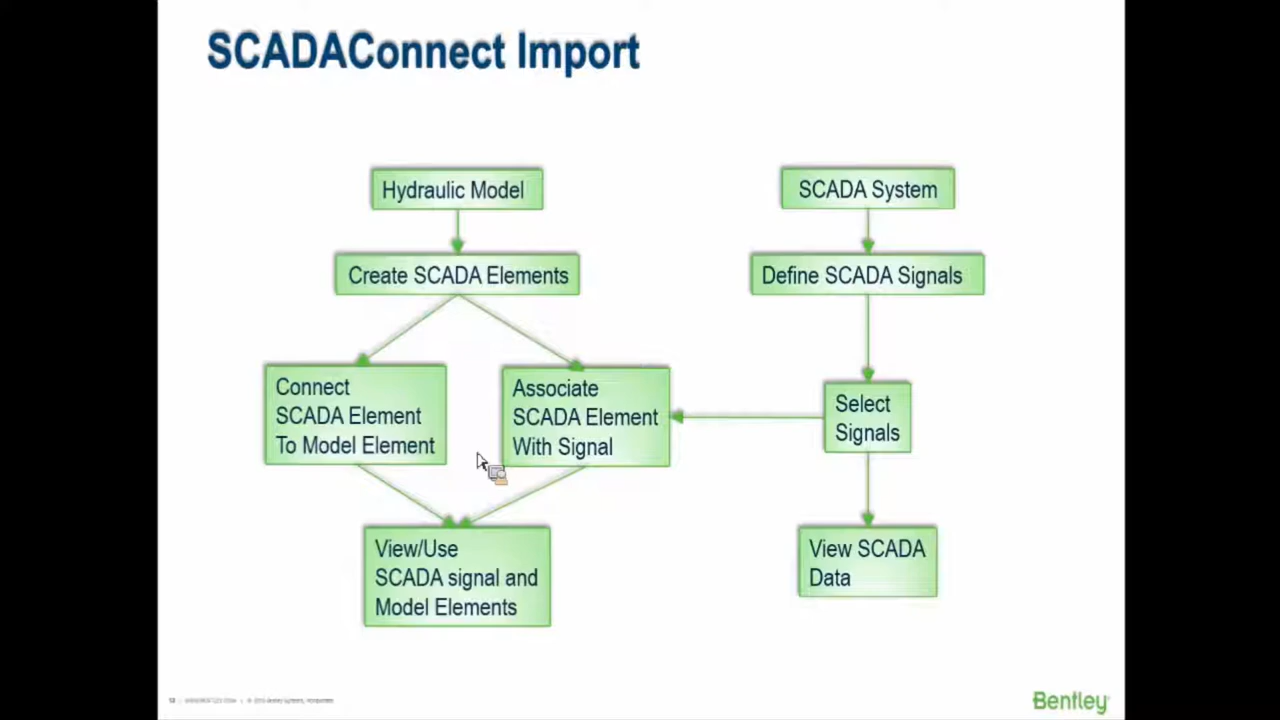 SCADAConnect Import
Hydraulic Model
SCADA System
Create SCADA Elements
Define SCADA Signals
Connect
SCADA Element
To Model Element
Associate
SCADA Element
With Signal
Select
Signals
View/Use
SCADA signal and
Model Elements
View SCADA
Data
Bentley